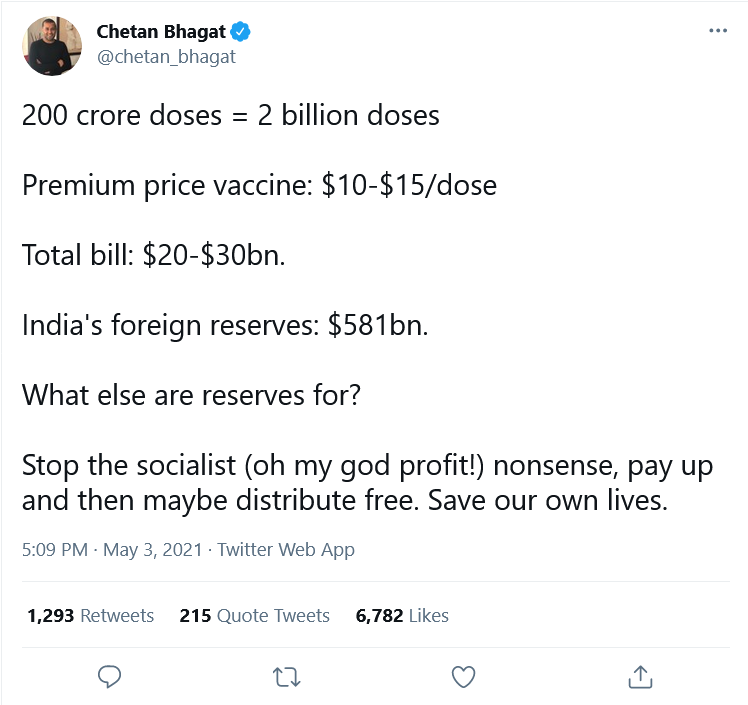 Chetan Bhagat
@chetan_bhagat
200 crore doses = 2 billion doses
Premium price vaccine: $10-$15/dose
Total bill: $20-$30bn.
India's foreign reserves: $581bn.
What else are reserves for?
Stop the socialist (oh my god profit!) nonsense, pay up
and then maybe distribute free. Save our own lives.
5:09 PM · May 3, 2021 · Twitter Web App
1,293 Retweets 215 Quote Tweets 6,782 Likes